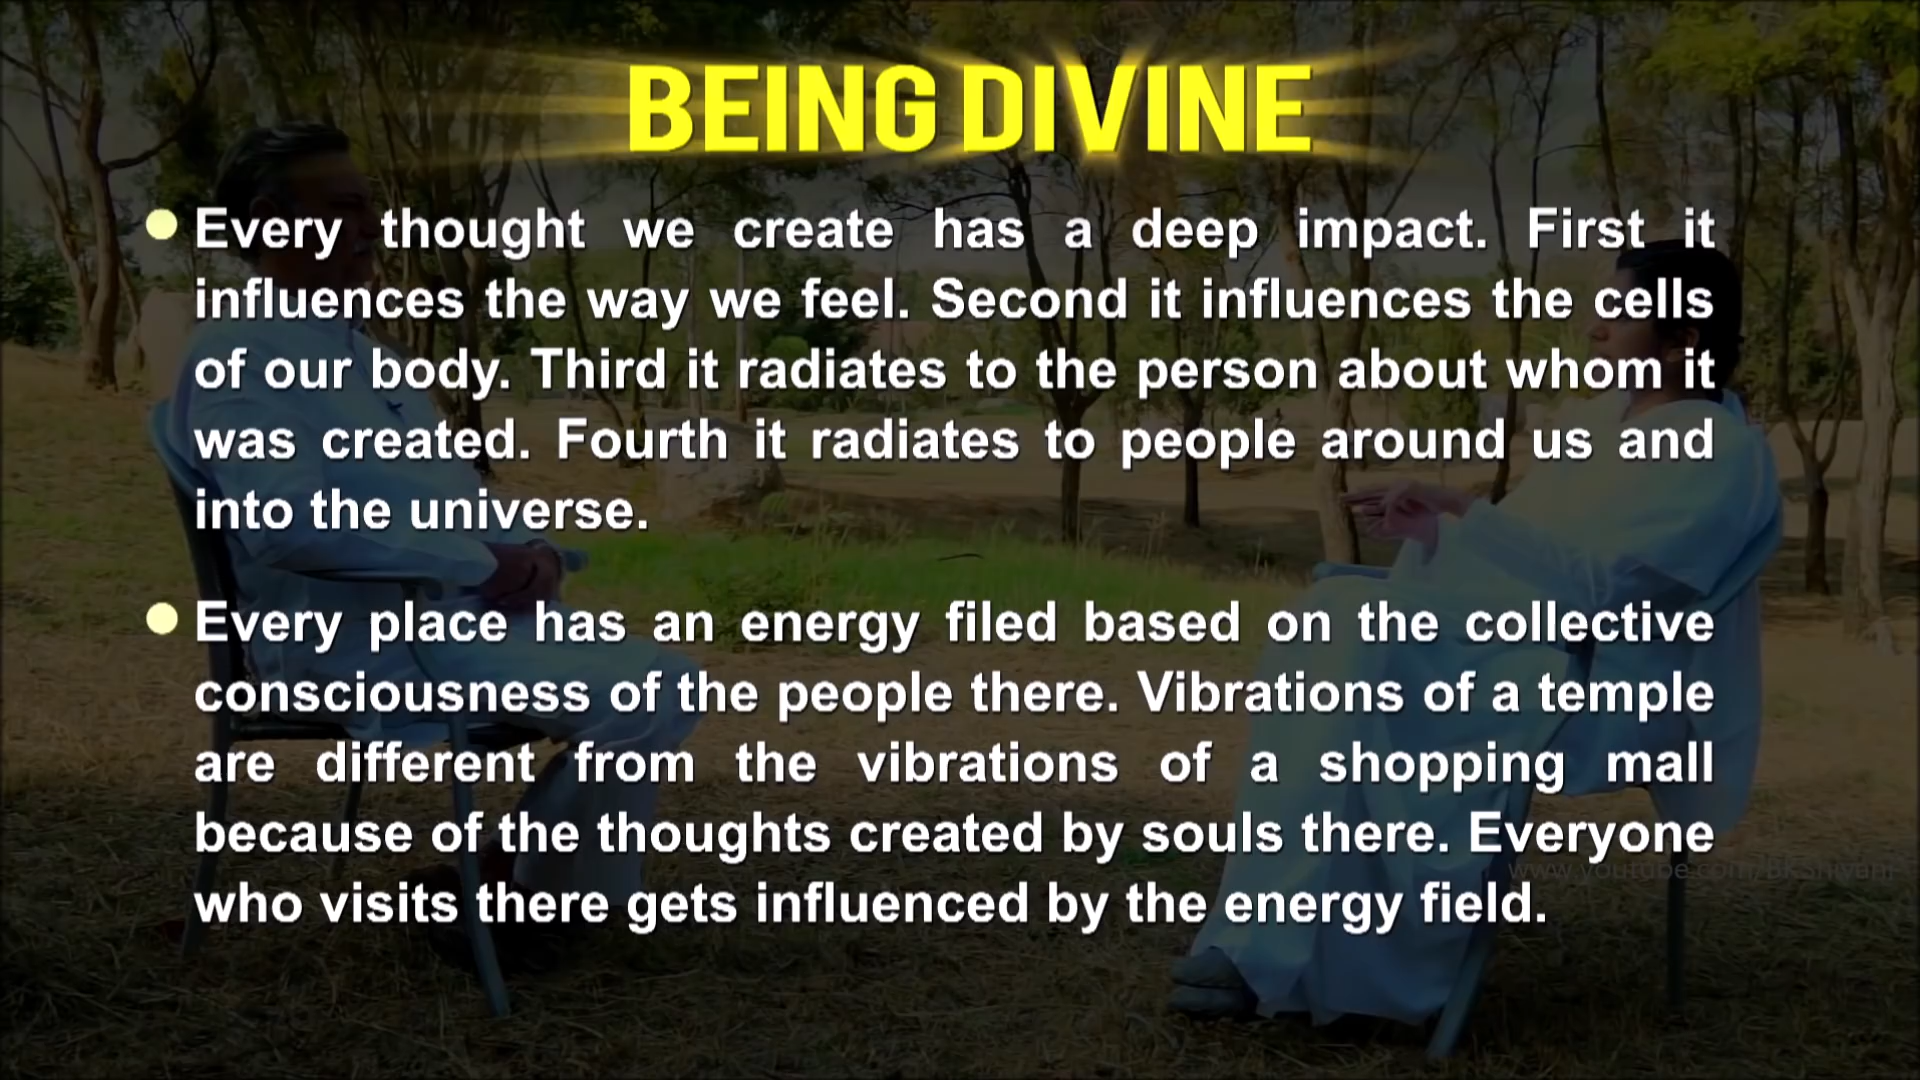 BEING DIVINE
Every thought we create has a deep impact. First it
influences the way we feel. Second it influences the cells
of our body. Third it radiates to the person about whom it
was created. Fourth it radiates to people around us and
into the universe.
Every place has an energy filed based on the collective
consciousness of the people there. Vibrations of a temple
are different from the vibrations of a shopping mall
because of the thoughts created by souls there. Everyone
www.youtube.com/bkshivani
who visits there gets influenced by the energy field.